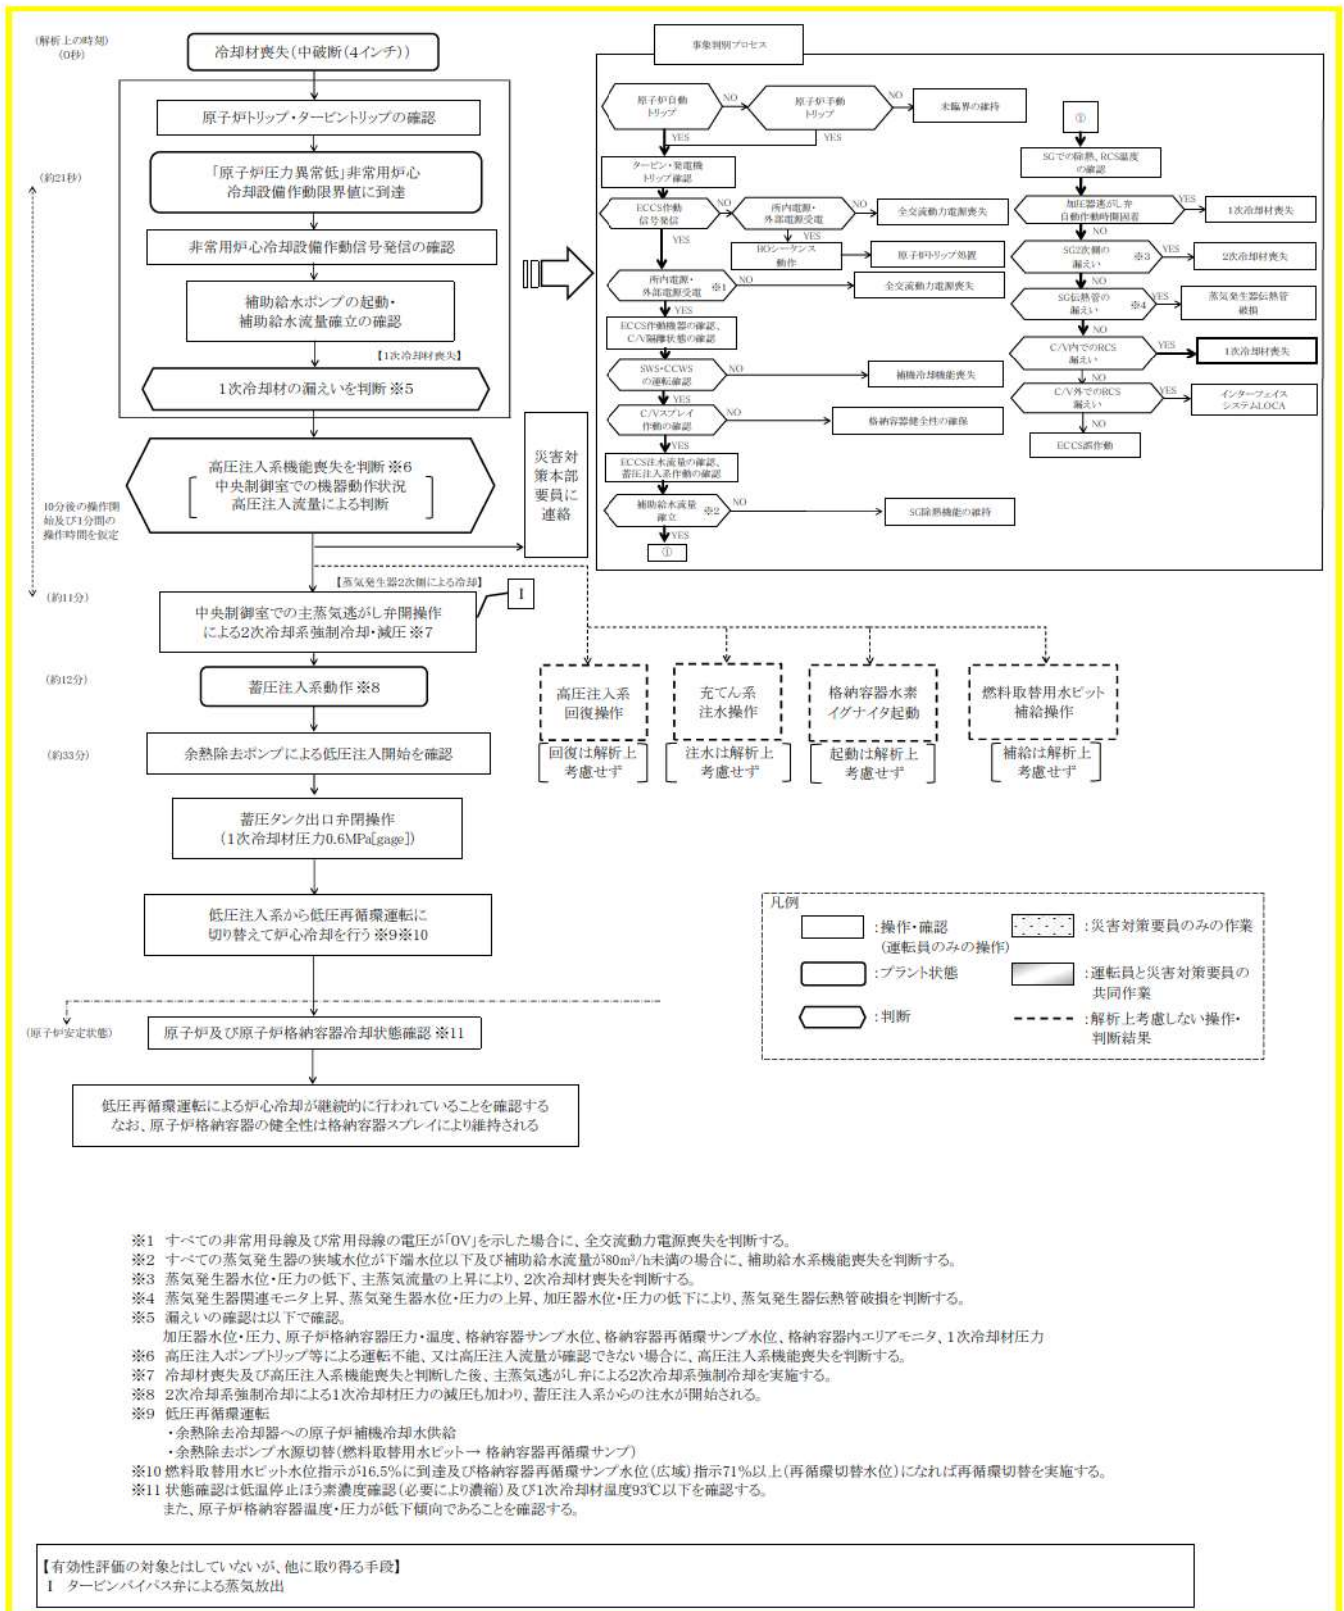 (解析上の時刻)
(0秒)
冷却材喪失(中破断(4インチ))
原子炉トリップ・タービントリップの確認
(約21秒)
「原子炉圧力異常低」非常用炉心
冷却設備作動限界値に到達
非常用炉心冷却設備作動信号発信の確認
補助給水ポンプの起動・
補助給水流量確立の確認
【1次冷却材喪失】
1次冷却材の漏えいを判断 ※5
高圧注入系機能喪失を判断 ※6
中央制御室での機器動作状況
高圧注入流量による判断
10分後の操作開
始及び1分間の
操作時間を仮定
災害対
策本部
要員に
連絡
【蒸気発生器2次側による冷却】
I
(約11分)
中央制御室での主蒸気逃がし弁開操作
による2次冷却系強制冷却・減圧 ※7
(約12分)
蓄圧注入系動作 ※8
(約33分)
余熱除去ポンプによる低圧注入開始を確認
蓄圧タンク出口弁閉操作
(1次冷却材圧力0.6MPa[gage])
低圧注入系から低圧再循環運転に
切り替えて炉心冷却を行う ※9※10
(原子炉安定状態)
原子炉及び原子炉格納容器冷却状態確認 ※11
低圧再循環運転による炉心冷却が継続的に行われていることを確認する
なお、原子炉格納容器の健全性は格納容器スプレイにより維持される
高圧注入系
回復操作
回復は解析上
考慮せず
充てん系
注水操作
注水は解析上
考慮せず
格納容器水素
イグナイタ起動
起動は解析上
考慮せず
燃料取替用水ピット
補給操作
補給は解析上
考慮せず
事象判別プロセス
原子炉自動
トリップ
NO
原子炉手動
トリップ
NO
未臨界の維持
YES
YES
タービン・発電機
トリップ確認
ECCS作動
信号発信
NO
所内電源・
外部電源受電
NO
全交流動力電源喪失
YES
YES
BOシーケンス
動作
原子炉トリップ処置
所内電源・
外部電源受電
※1
NO
全交流動力電源喪失
YES
ECCS作動機器の確認、
C/V隔離状態の確認
SWS・CCWS
の運転確認
NO
補機冷却機能喪失
YES
C/Vスプレイ
作動の確認
NO
格納容器健全性の確保
YES
ECCS注水流量の確認、
蓄圧注入系作動の確認
補助給水流量
確立
※2
NO
SG除熱機能の維持
YES
①
①
SGでの除熱、RCS温度
の確認
加圧器逃がし弁
自動作動時開固着
YES
1次冷却材喪失
NO
SG2次側の
漏えい
※3
YES
2次冷却材喪失
NO
SG伝熱管の
漏えい
※4
YES
蒸気発生器伝熱管
破損
NO
C/V内でのRCS
漏えい
YES
1次冷却材喪失
NO
C/V外でのRCS
漏えい
YES
インターフェイス
システムLOCA
NO
ECCS誤作動
凡例
:操作・確認
(運転員のみの操作)
:プラント状態
:判断
:災害対策要員のみの作業
:運転員と災害対策要員の
共同作業
:解析上考慮しない操作・
判断結果
※1 すべての非常用母線及び常用母線の電圧が「0V」を示した場合に、全交流動力電源喪失を判断する。
※2 すべての蒸気発生器の狭域水位が下端水位以下及び補助給水流量が80m³/h未満の場合に、補助給水系機能喪失を判断する。
※3 蒸気発生器水位・圧力の低下、主蒸気流量の上昇により、2次冷却材喪失を判断する。
※4 蒸気発生器関連モニタ上昇、蒸気発生器水位・圧力の上昇、加圧器水位・圧力の低下により、蒸気発生器伝熱管破損を判断する。
※5 漏えいの確認は以下で確認。
加圧器水位・圧力、原子炉格納容器圧力・温度、格納容器サンプ水位、格納容器再循環サンプ水位、格納容器内エリアモニタ、1次冷却材圧力
※6 高圧注入ポンプトリップ等による運転不能、又は高圧注入流量が確認できない場合に、高圧注入系機能喪失を判断する。
※7 冷却材喪失及び高圧注入系機能喪失と判断した後、主蒸気逃がし弁による2次冷却系強制冷却を実施する。
※8 2次冷却系強制冷却による1次冷却材圧力の減圧も加わり、蓄圧注入系からの注水が開始される。
※9 低圧再循環運転
・余熱除去冷却器への原子炉補機冷却水供給
・余熱除去ポンプ水源切替(燃料取替用水ピット→ 格納容器再循環サンプ)
※10 燃料取替用水ピット水位指示が16.5%に到達及び格納容器再循環サンプ水位(広域)指示71%以上(再循環切替水位)になれば再循環切替を実施する。
※11 状態確認は低温停止ほう素濃度確認(必要により濃縮)及び1次冷却材温度93℃以下を確認する。
また、原子炉格納容器温度・圧力が低下傾向であることを確認する。
【有効性評価の対象とはしていないが、他に取り得る手段】
I タービンバイパス弁による蒸気放出